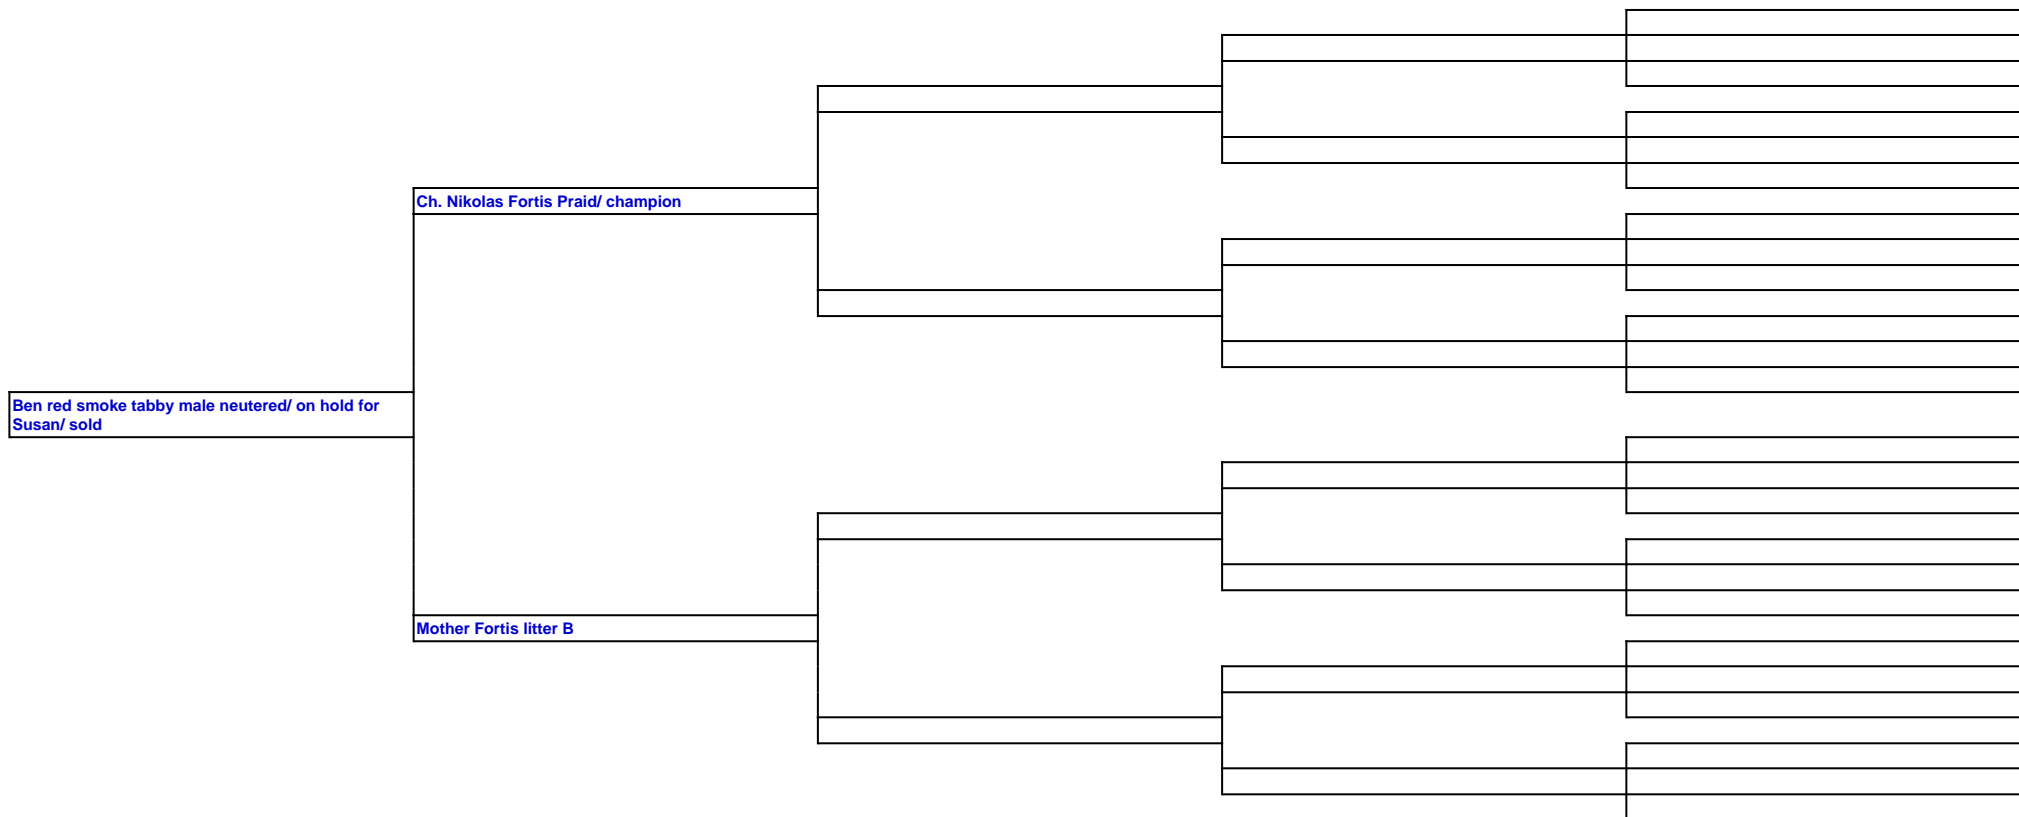 Ch. Nikolas Fortis Praid/ champion
Ben red smoke tabby male neutered/ on hold for
Susan/ sold
Mother Fortis litter B